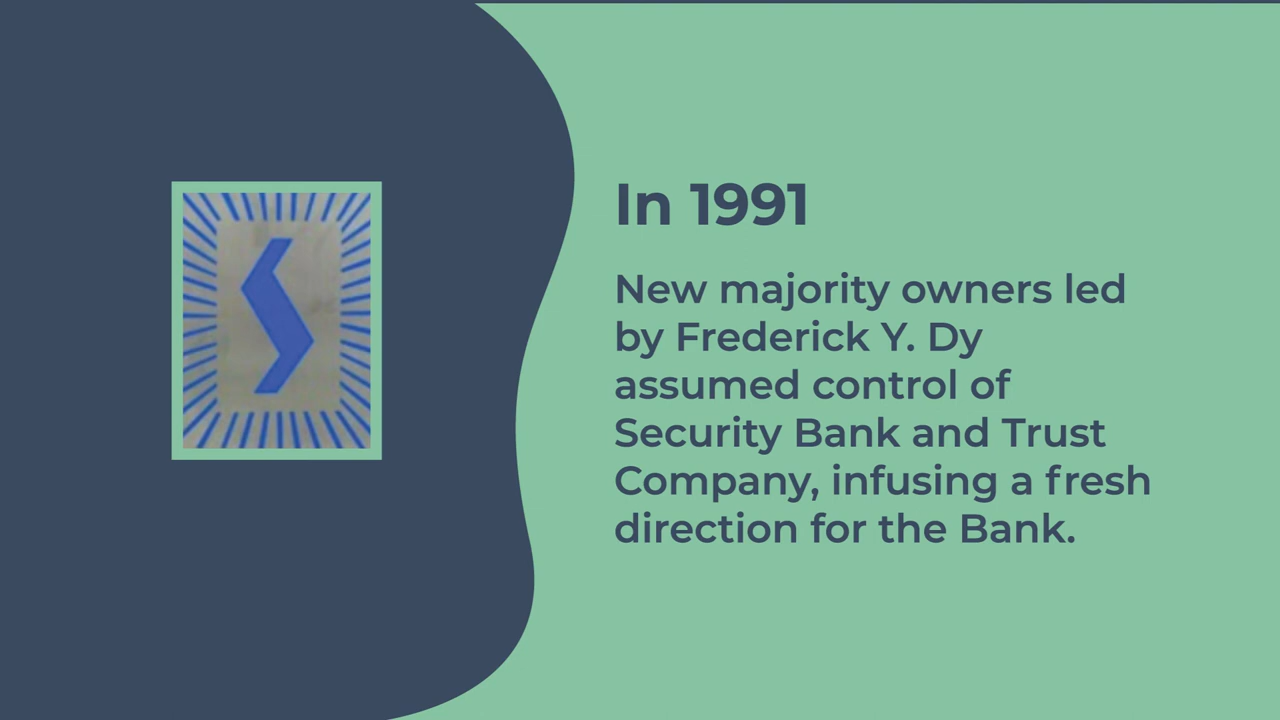 In 1991
New majority owners led
by Frederick Y. Dy
assumed control of
Security Bank and Trust
Company, infusing a fresh
direction for the Bank.